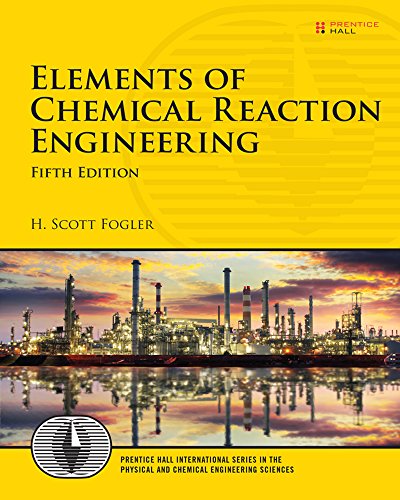 PRENTICE
HALL
ELEMENTS OF
CHEMICAL REACTION
ENGINEERING
FIFTH EDITION
H. SCOTT FOGLER
PRENTICE HALL INTERNATIONAL SERIES IN THE
PHYSICAL AND CHEMICAL ENGINEERING SCIENCES